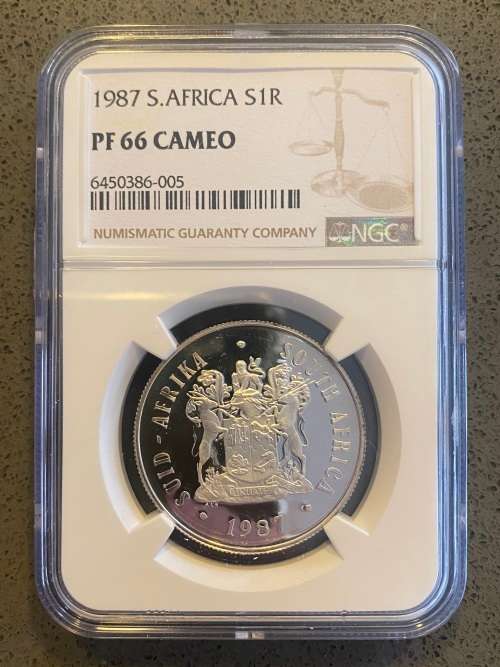 1987 S.AFRICA S1R
PF 66 CAMEO
6450386-005
NUMISMATIC GUARANTY COMPANY
NGC
SUID - AFRIKA
SOUTH AFRICA
1987